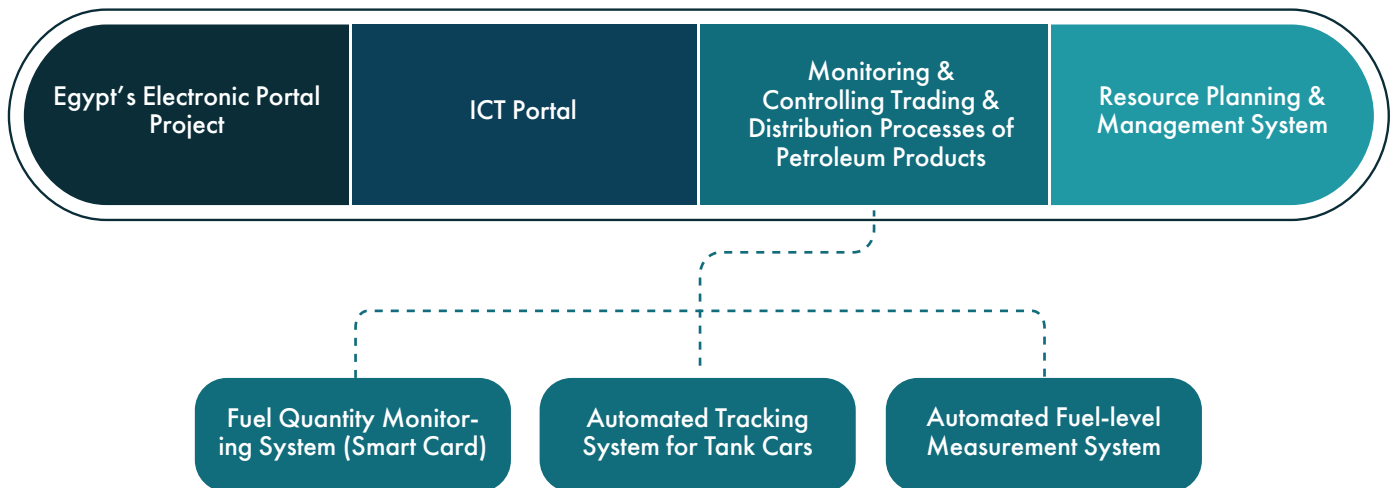 Egypt’s Electronic Portal
Project
ICT Portal
Monitoring &
Controlling Trading &
Distribution Processes of
Petroleum Products
Resource Planning &
Management System
Fuel Quantity Monitor-
ing System (Smart Card)
Automated Tracking
System for Tank Cars
Automated Fuel-level
Measurement System